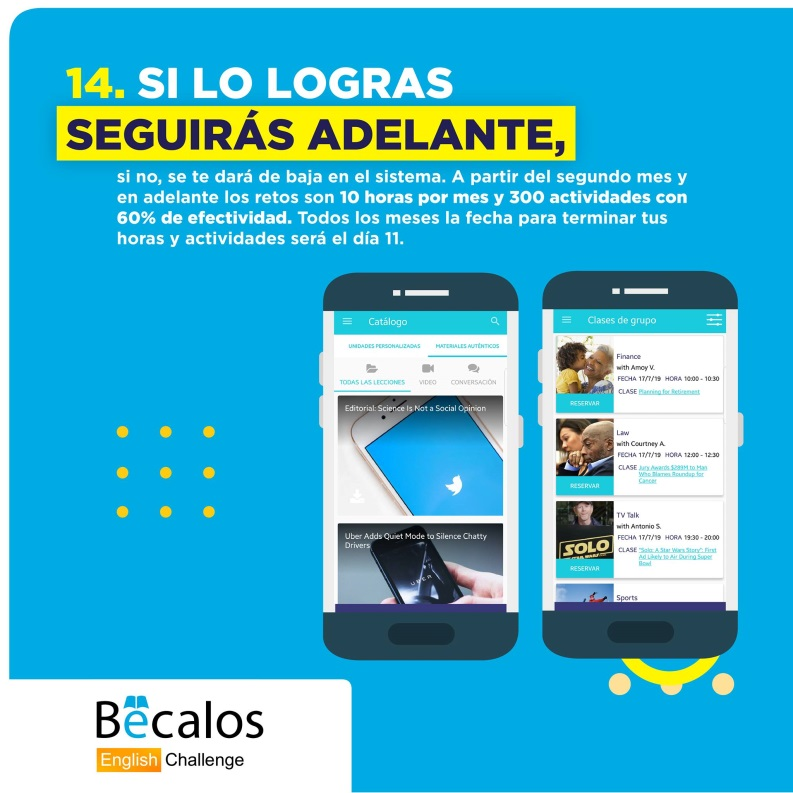 14. SI LO LOGRAS
SEGUIRÁS ADELANTE,
si no, se te dará de baja en el sistema. A partir del segundo mes y
en adelante los retos son 10 horas por mes y 300 actividades con
60% de efectividad. Todos los meses la fecha para terminar tus
horas y actividades será el día 11.
Catálogo
UNIDADES PERSONALIZADAS MATERIALES AUTÉNTICOS
TODAS LAS LECCIONES VIDEO CONVERSACIÓN
Editorial: Science Is Not a Social Opinion
Uber Adds Quiet Mode to Silence Chatty
Drivers
UBER
Clases de grupo
Finance
with Amoy V.
FECHA 17/7/19 HORA 10:00 - 10:30
CLASE Planning for Retirement
RESERVAR
Law
with Courtney A.
FECHA 17/7/19 HORA 12:00 - 12:30
CLASE Jury Awards $289M to Man
Who Blames Roundup for
Cancer
RESERVAR
TV Talk
with Antonio S.
FECHA 17/7/19 HORA 19:30 - 20:00
CLASE "Solo: A Star Wars Story": First
Ad Likely to Air During Super
Bowl
SOLO
RESERVAR
Sports
Bécalos
English Challenge